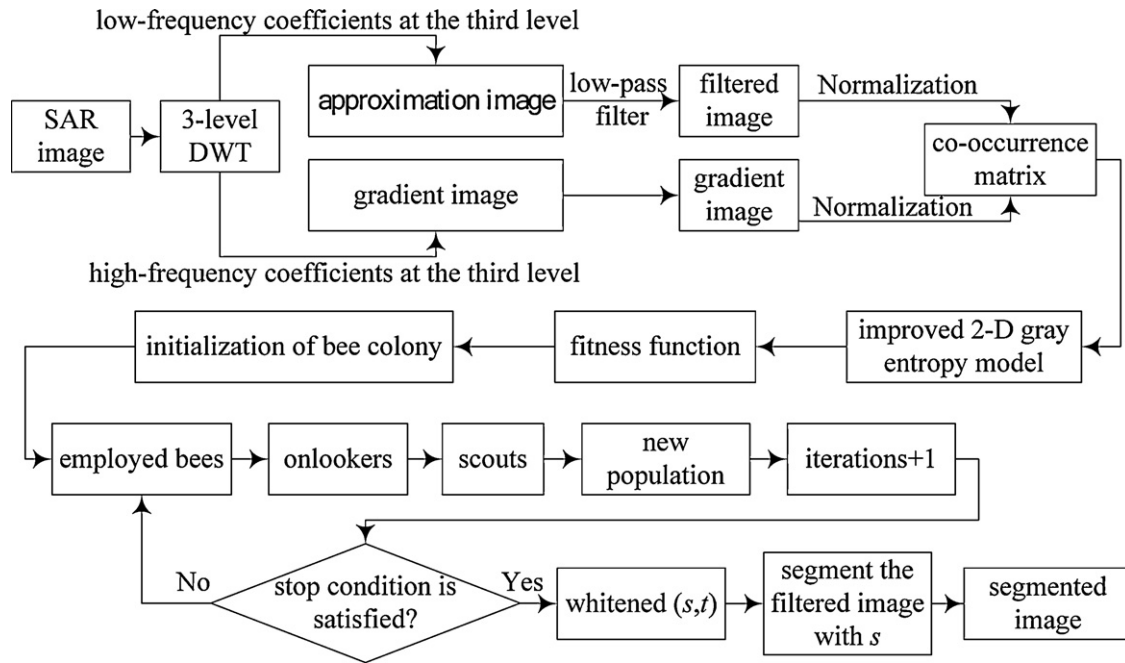 low-frequency coefficients at the third level
SAR
image
3-level
DWT
approximation image
low-pass
filter
filtered
image
Normalization
co-occurrence
matrix
gradient image
gradient
image
Normalization
high-frequency coefficients at the third level
initialization of bee colony
fitness function
improved 2-D gray
entropy model
employed bees
onlookers
scouts
new
population
iterations+1
No
stop condition is
satisfied?
Yes
whitened (s,t)
segment the
filtered image
with s
segmented
image